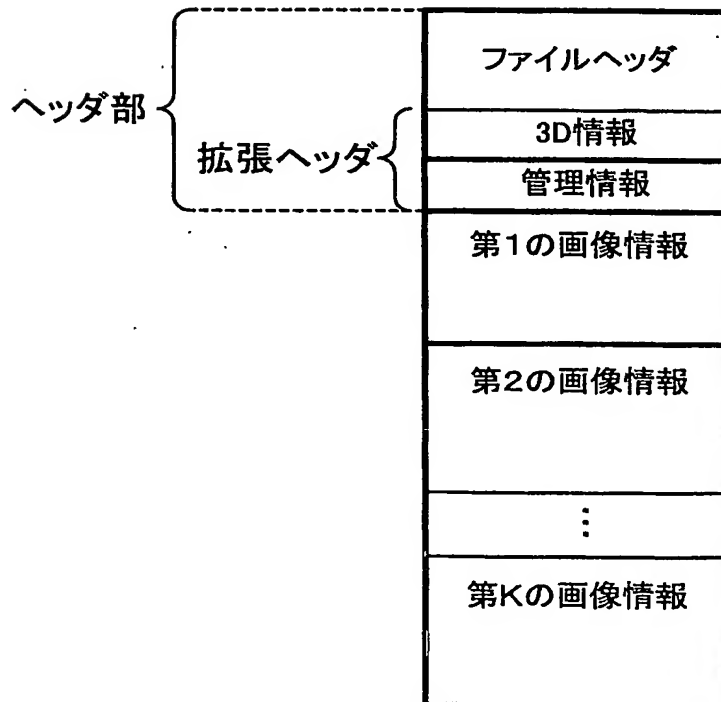 ファイルヘッダ
ヘッダ部
拡張ヘッダ
3D情報
管理情報
第1の画像情報
第2の画像情報
⋮
第Kの画像情報